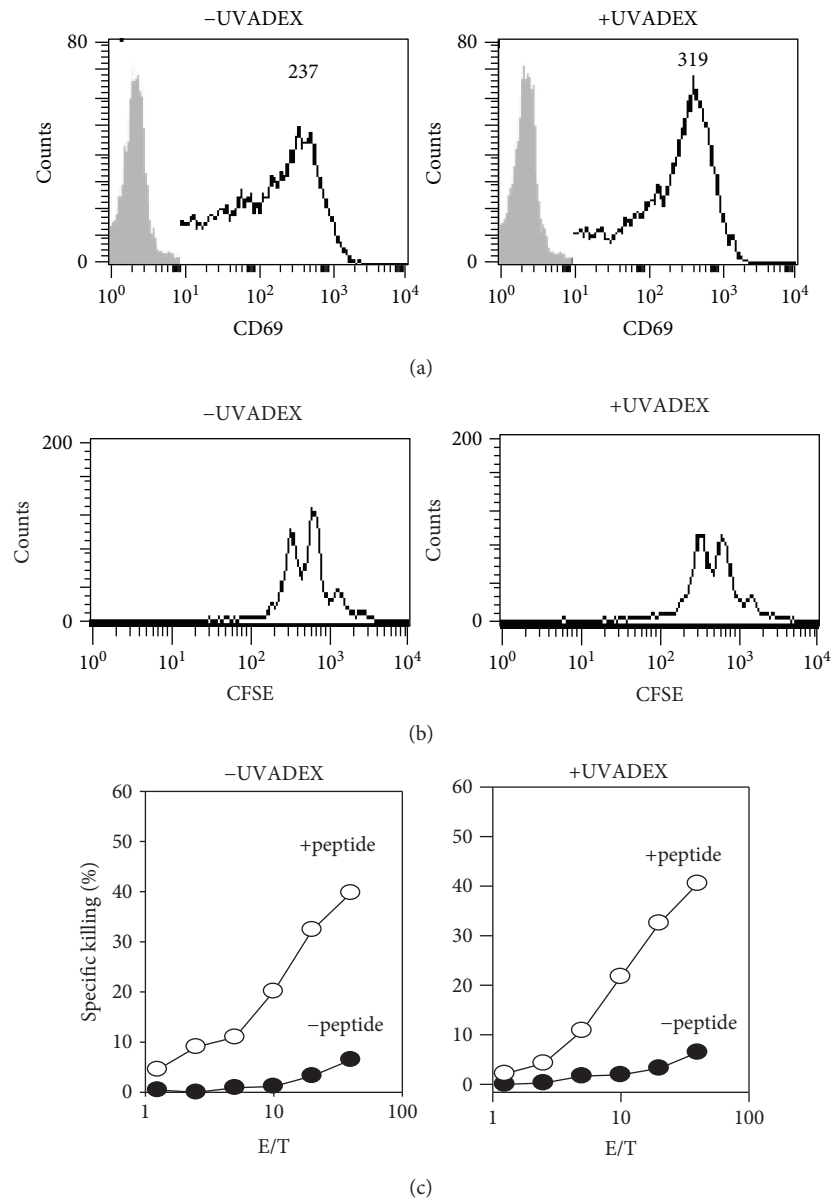 −UVADEX
+UVADEX
80
237
Counts
0
10⁰ 10¹ 10² 10³ 10⁴
CD69
80
319
Counts
0
10⁰ 10¹ 10² 10³ 10⁴
CD69
(a)
−UVADEX
+UVADEX
200
Counts
0
10⁰ 10¹ 10² 10³ 10⁴
CFSE
200
Counts
0
10⁰ 10¹ 10² 10³ 10⁴
CFSE
(b)
−UVADEX
+UVADEX
60
50
40
30
20
10
0
Specific killing (%)
+peptide
−peptide
1 10 100
E/T
60
50
40
30
20
10
0
+peptide
−peptide
1 10 100
E/T
(c)